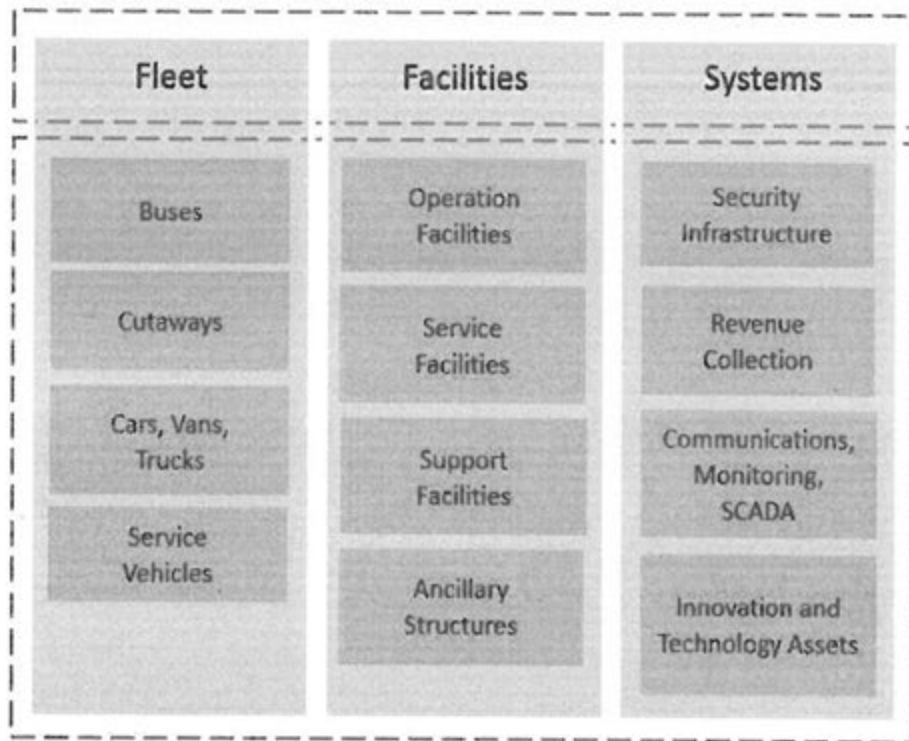 Fleet
Buses
Cutaways
Cars, Vans,
Trucks
Service
Vehicles
Facilities
Operation
Facilities
Service
Facilities
Support
Facilities
Ancillary
Structures
Systems
Security
Infrastructure
Revenue
Collection
Communications,
Monitoring,
SCADA
Innovation and
Technology Assets